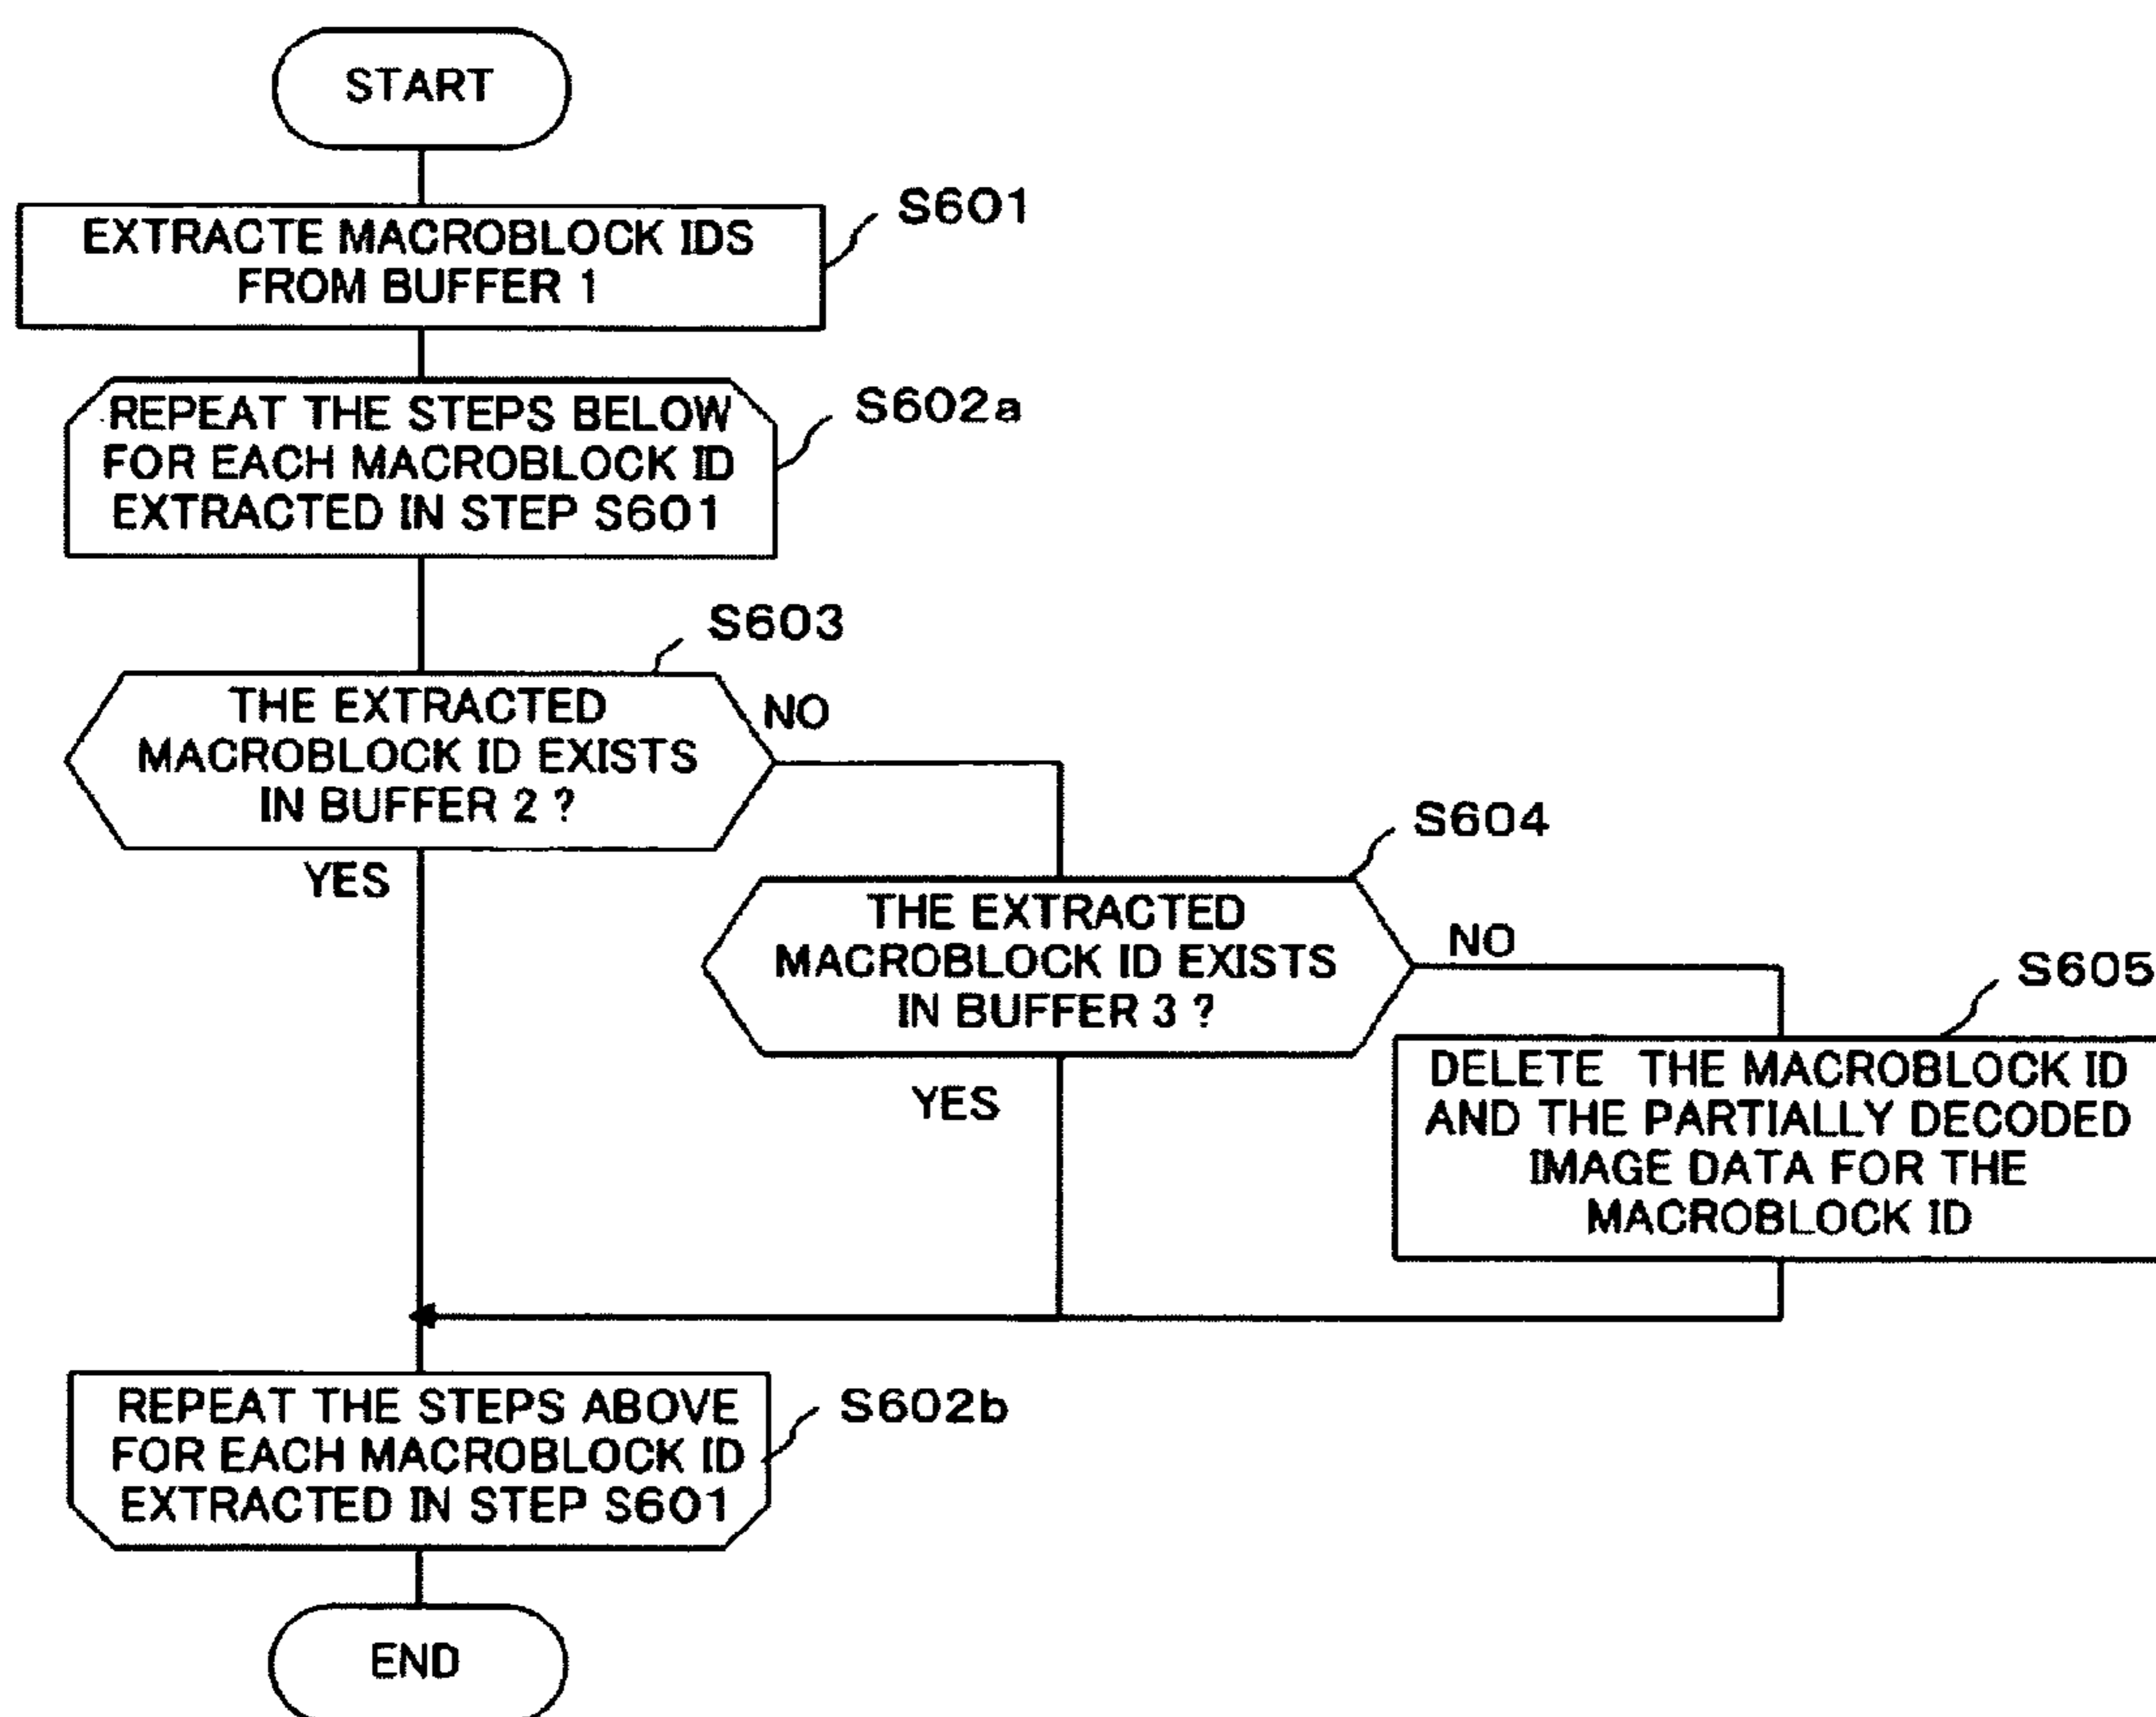 START
S601
EXTRACTE MACROBLOCK IDS
FROM BUFFER 1
S602a
REPEAT THE STEPS BELOW
FOR EACH MACROBLOCK ID
EXTRACTED IN STEP S601
S603
THE EXTRACTED
MACROBLOCK ID EXISTS
IN BUFFER 2 ?
NO
YES
S604
THE EXTRACTED
MACROBLOCK ID EXISTS
IN BUFFER 3 ?
NO
YES
S605
DELETE THE MACROBLOCK ID
AND THE PARTIALLY DECODED
IMAGE DATA FOR THE
MACROBLOCK ID
S602b
REPEAT THE STEPS ABOVE
FOR EACH MACROBLOCK ID
EXTRACTED IN STEP S601
END